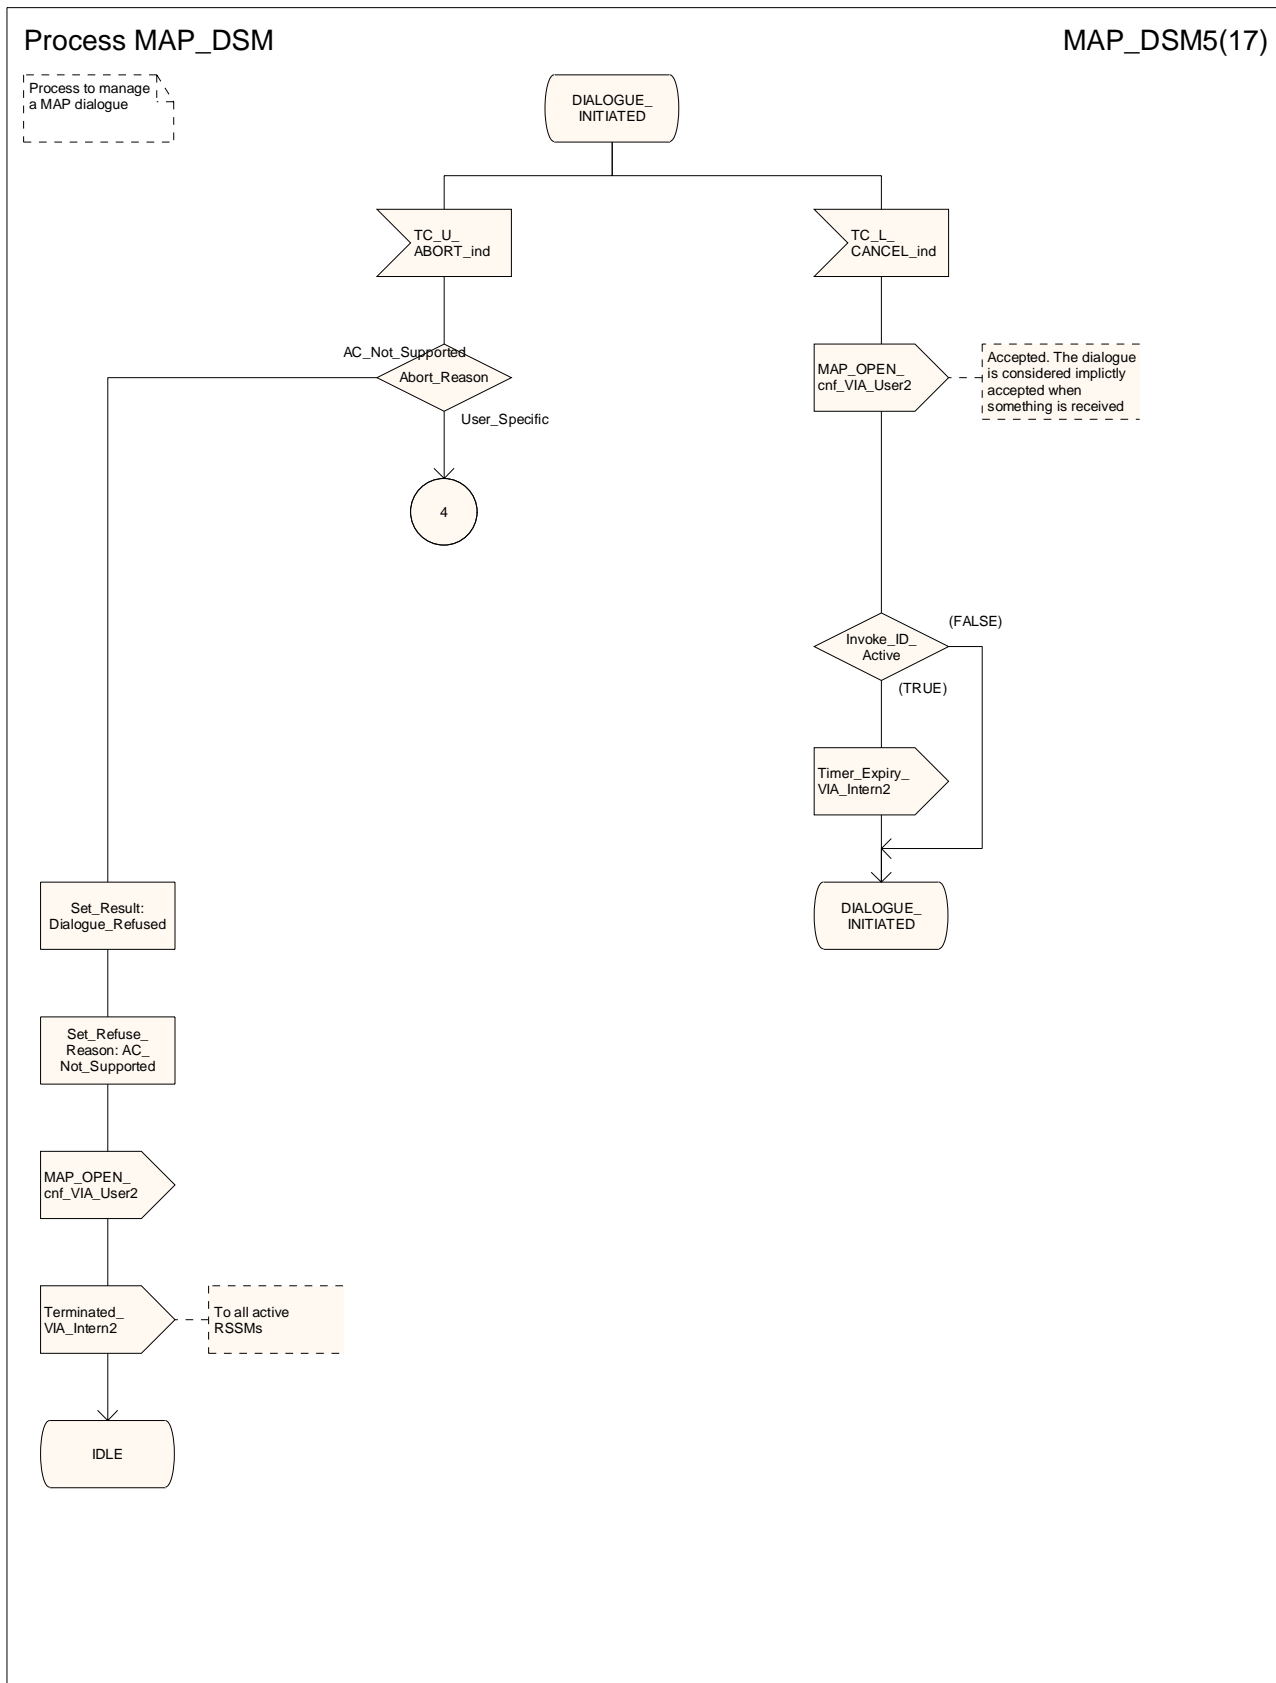 Process MAP_DSM
MAP_DSM5(17)
Process to manage
a MAP dialogue
DIALOGUE_
INITIATED
TC_U_
ABORT_ind
TC_L_
CANCEL_ind
AC_Not_Supported
Abort_Reason
User_Specific
4
MAP_OPEN_
cnf_VIA_User2
Accepted. The dialogue
is considered implictly
accepted when
something is received
Invoke_ID_
Active
(FALSE)
(TRUE)
Timer_Expiry_
VIA_Intern2
DIALOGUE_
INITIATED
Set_Result:
Dialogue_Refused
Set_Refuse_
Reason: AC_
Not_Supported
MAP_OPEN_
cnf_VIA_User2
Terminated_
VIA_Intern2
To all active
RSSMs
IDLE